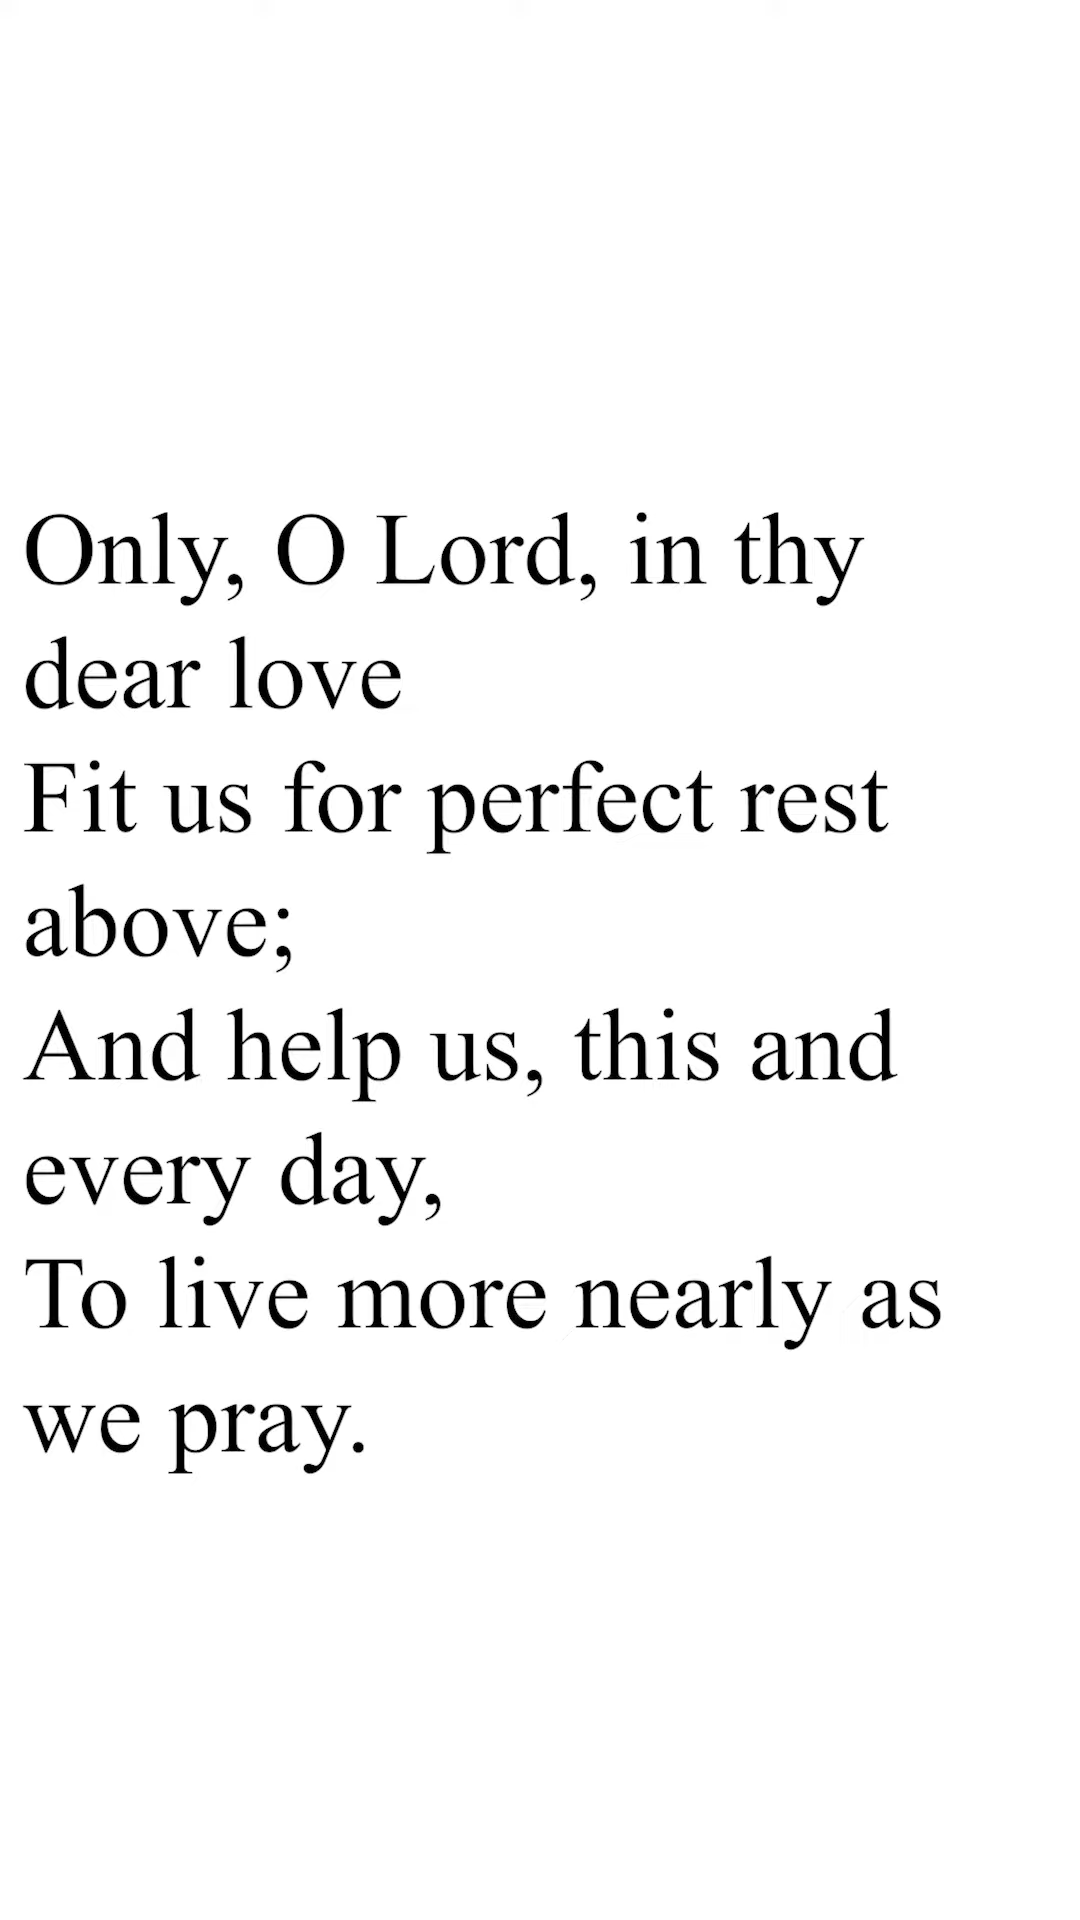 Only, O Lord, in thy
dear love
Fit us for perfect rest
above;
And help us, this and
every day,
To live more nearly as
we pray.